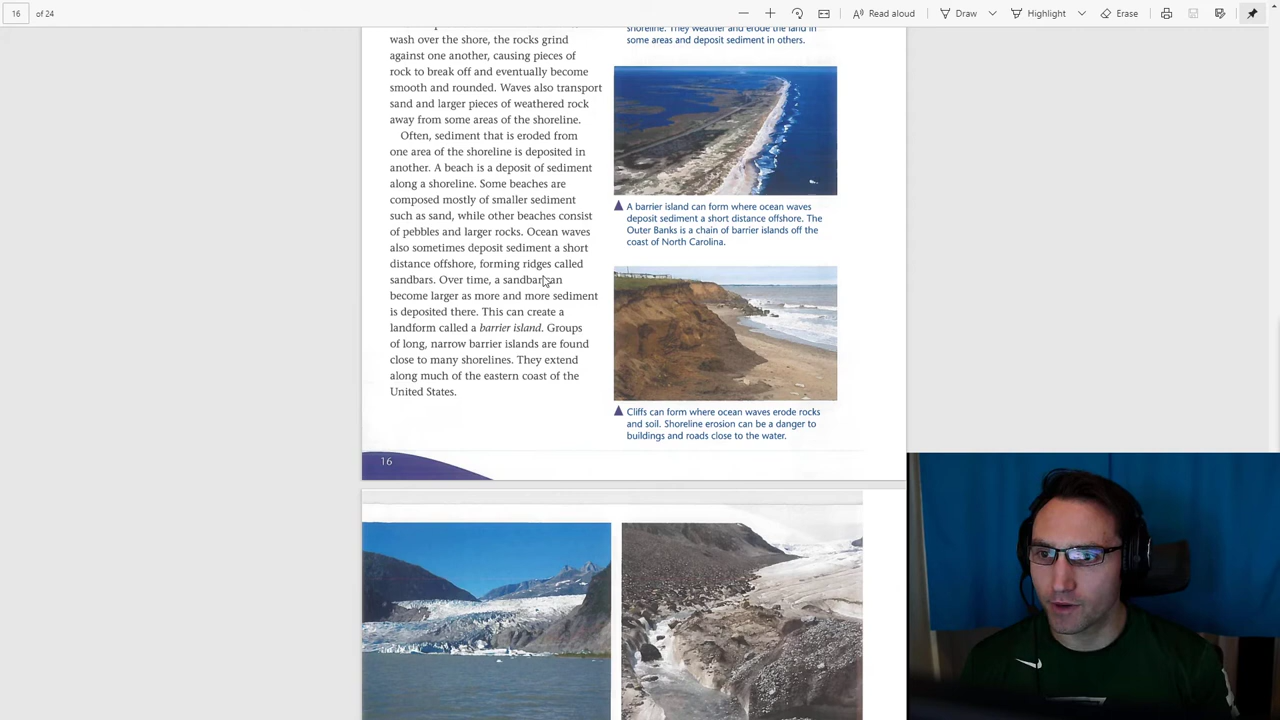 16 of 24
Read aloud
Draw
Highlight
Erase
wash over the shore, the rocks grind
against one another, causing pieces of
rock to break off and eventually become
smooth and rounded. Waves also transport
sand and larger pieces of weathered rock
away from some areas of the shoreline.
Often, sediment that is eroded from
one area of the shoreline is deposited in
another. A beach is a deposit of sediment
along a shoreline. Some beaches are
composed mostly of smaller sediment
such as sand, while other beaches consist
of pebbles and larger rocks. Ocean waves
also sometimes deposit sediment a short
distance offshore, forming ridges called
sandbars. Over time, a sandbar can
become larger as more and more sediment
is deposited there. This can create a
landform called a barrier island. Groups
of long, narrow barrier islands are found
close to many shorelines. They extend
along much of the eastern coast of the
United States.
shoreline. They weather and erode the land in
some areas and deposit sediment in others.
A barrier island can form where ocean waves
deposit sediment a short distance offshore. The
Outer Banks is a chain of barrier islands off the
coast of North Carolina.
Cliffs can form where ocean waves erode rocks
and soil. Shoreline erosion can be a danger to
buildings and roads close to the water.
16